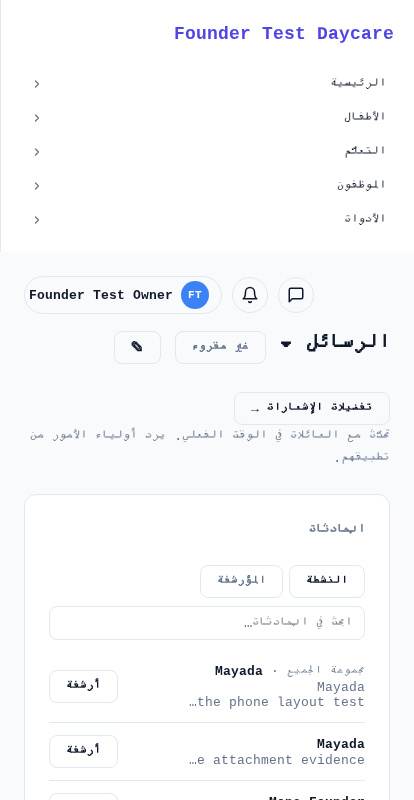 Founder Test Daycare
الرئيسية
الأطفال
التعلّم
الموظفون
الأدوات
Founder Test Owner FT
الرسائل
غير مقروء
تفضيلات الإشعارات →
تحدّث مع العائلات في الوقت الفعلي. يرد أولياء الأمور من
تطبيقهم.
المحادثات
النشطة المؤرشفة
ابحث في المحادثات…
مجموعة الجميع · Mayada
أرشفة
Mayada
…the phone layout test
Mayada
أرشفة
…e attachment evidence